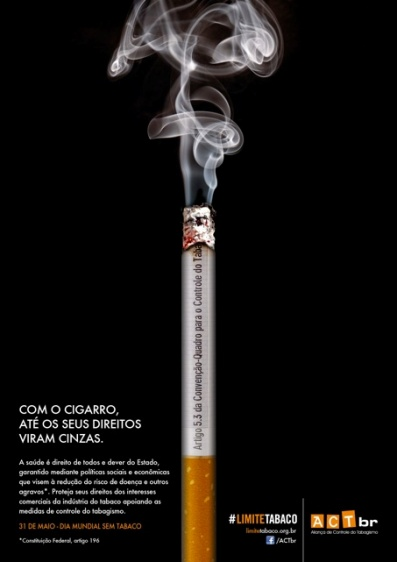 Artigo 5.3 da Convenção-Quadro para o Controle do Taba
COM O CIGARRO,
ATÉ OS SEUS DIREITOS
VIRAM CINZAS.
A saúde é direito de todos e dever do Estado,
garantido mediante políticas sociais e econômicas
que visem à redução do risco de doença e outros
agravos*. Proteja seus direitos dos interesses
comerciais da indústria do tabaco apoiando as
medidas de controle do tabagismo.
31 DE MAIO - DIA MUNDIAL SEM TABACO
*Constituição Federal, artigo 196
#LIMITETABACO
limitetabaco.org.br
f /ACTbr
ACTbr
Aliança de Controle do Tabagismo